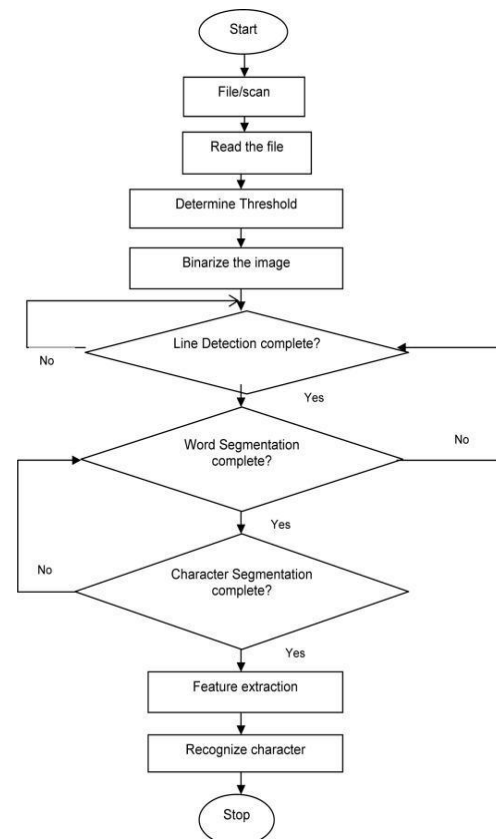 Start
File/scan
Read the file
Determine Threshold
Binarize the image
Line Detection complete?
No
Yes
Word Segmentation
complete?
No
Yes
Character Segmentation
complete?
No
Yes
Feature extraction
Recognize character
Stop